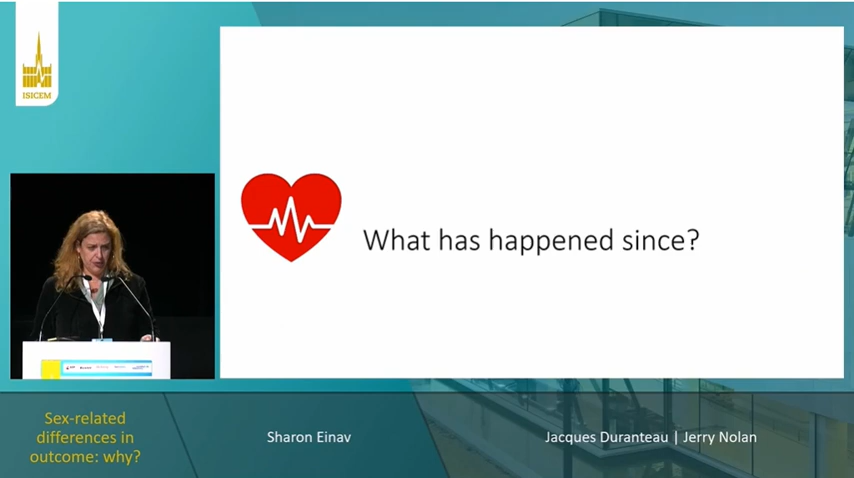 ISICEM
What has happened since?
Sex-related
differences in
outcome: why?
Sharon Einav
Jacques Duranteau | Jerry Nolan